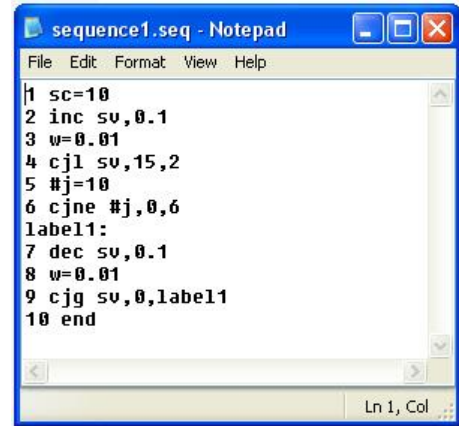 sequence1.seq - Notepad
File Edit Format View Help
1 sc=10
2 inc sv,0.1
3 w=0.01
4 cjl sv,15,2
5 #j=10
6 cjne #j,0,6
label1:
7 dec sv,0.1
8 w=0.01
9 cjg sv,0,label1
10 end
Ln 1, Col